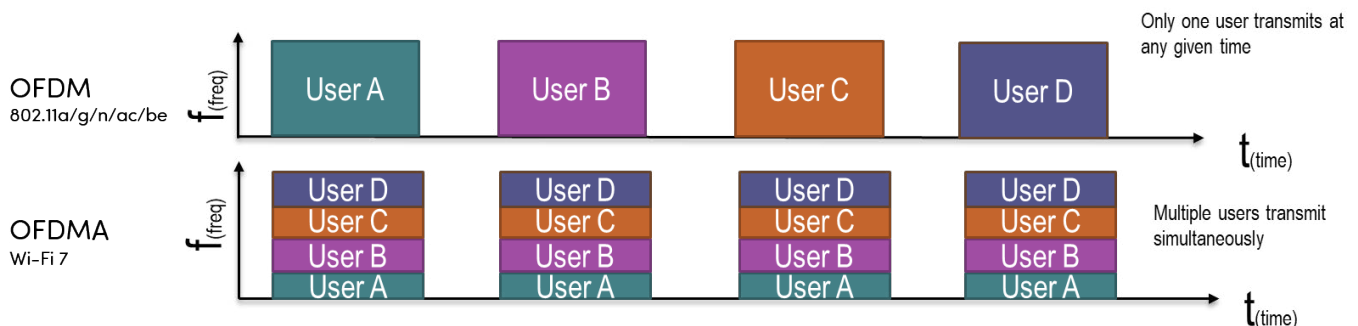 Only one user transmits at
any given time
OFDM
802.11a/g/n/ac/be
f(freq)
User A
User B
User C
User D
t(time)
OFDMA
Wi-Fi 7
f(freq)
User D
User C
User B
User A
User D
User C
User B
User A
User D
User C
User B
User A
User D
User C
User B
User A
Multiple users transmit
simultaneously
t(time)